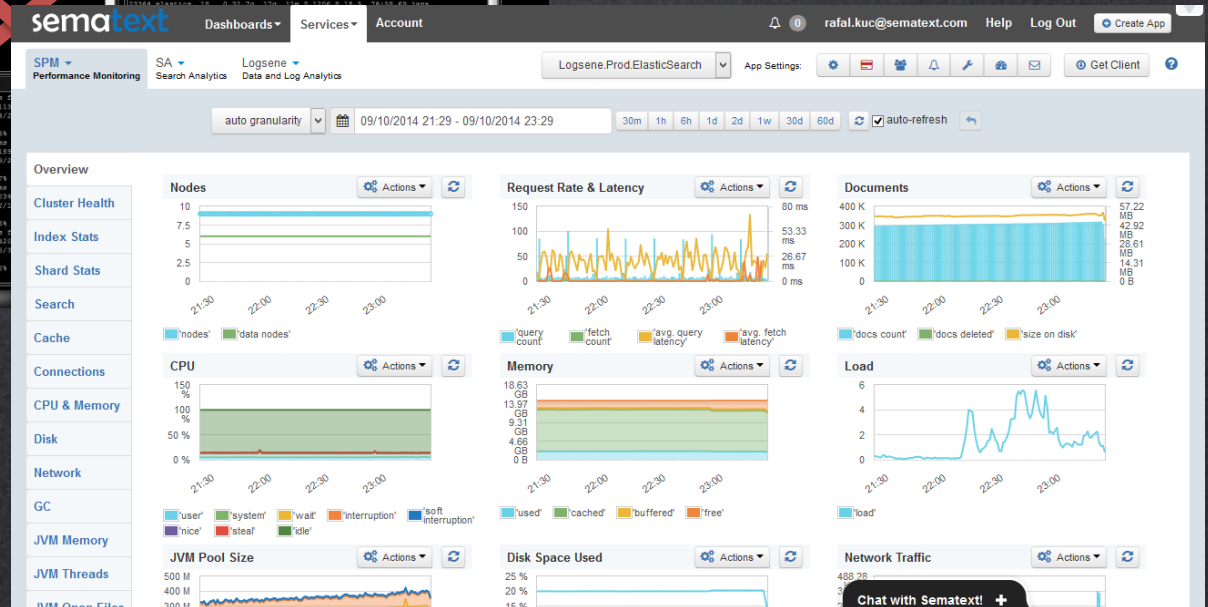 sematext
Dashboards
Services
Account
0
rafal.kuc@sematext.com
Help
Log Out
Create App
SPM
Performance Monitoring
SA
Search Analytics
Logsene
Data and Log Analytics
Logsene.Prod.ElasticSearch
App Settings:
Get Client
?
auto granularity
09/10/2014 21:29 - 09/10/2014 23:29
30m 1h 6h 1d 2d 1w 30d 60d
auto-refresh
Overview
Cluster Health
Index Stats
Shard Stats
Search
Cache
Connections
CPU & Memory
Disk
Network
GC
JVM Memory
JVM Threads
JVM Open Files
Nodes
Actions
10
7.5
5
2.5
0
21:30 22:00 22:30 23:00
'nodes' 'data nodes'
Request Rate & Latency
Actions
150
100
50
0
80 ms
53.33
ms
26.67
ms
0 ms
21:30 22:00 22:30 23:00
'query
count'
'fetch
count'
'avg. query
latency'
'avg. fetch
latency'
Documents
Actions
400 K
300 K
200 K
100 K
0
57.22
MB
42.92
MB
28.61
MB
14.31
MB
0 B
21:30 22:00 22:30 23:00
'docs count' 'docs deleted' 'size on disk'
CPU
Actions
150
%
100
%
50 %
0 %
21:30 22:00 22:30 23:00
'user' 'system' 'wait' 'interruption' 'soft
interruption'
'nice' 'steal' 'idle'
Memory
Actions
18.63
GB
13.97
GB
9.31
GB
4.66
GB
0 B
21:30 22:00 22:30 23:00
'used' 'cached' 'buffered' 'free'
Load
Actions
6
4
2
0
21:30 22:00 22:30 23:00
'load'
JVM Pool Size
Actions
500 M
400 M
300 M
Disk Space Used
Actions
25 %
20 %
15 %
Network Traffic
Actions
488.28
Chat with Sematext!